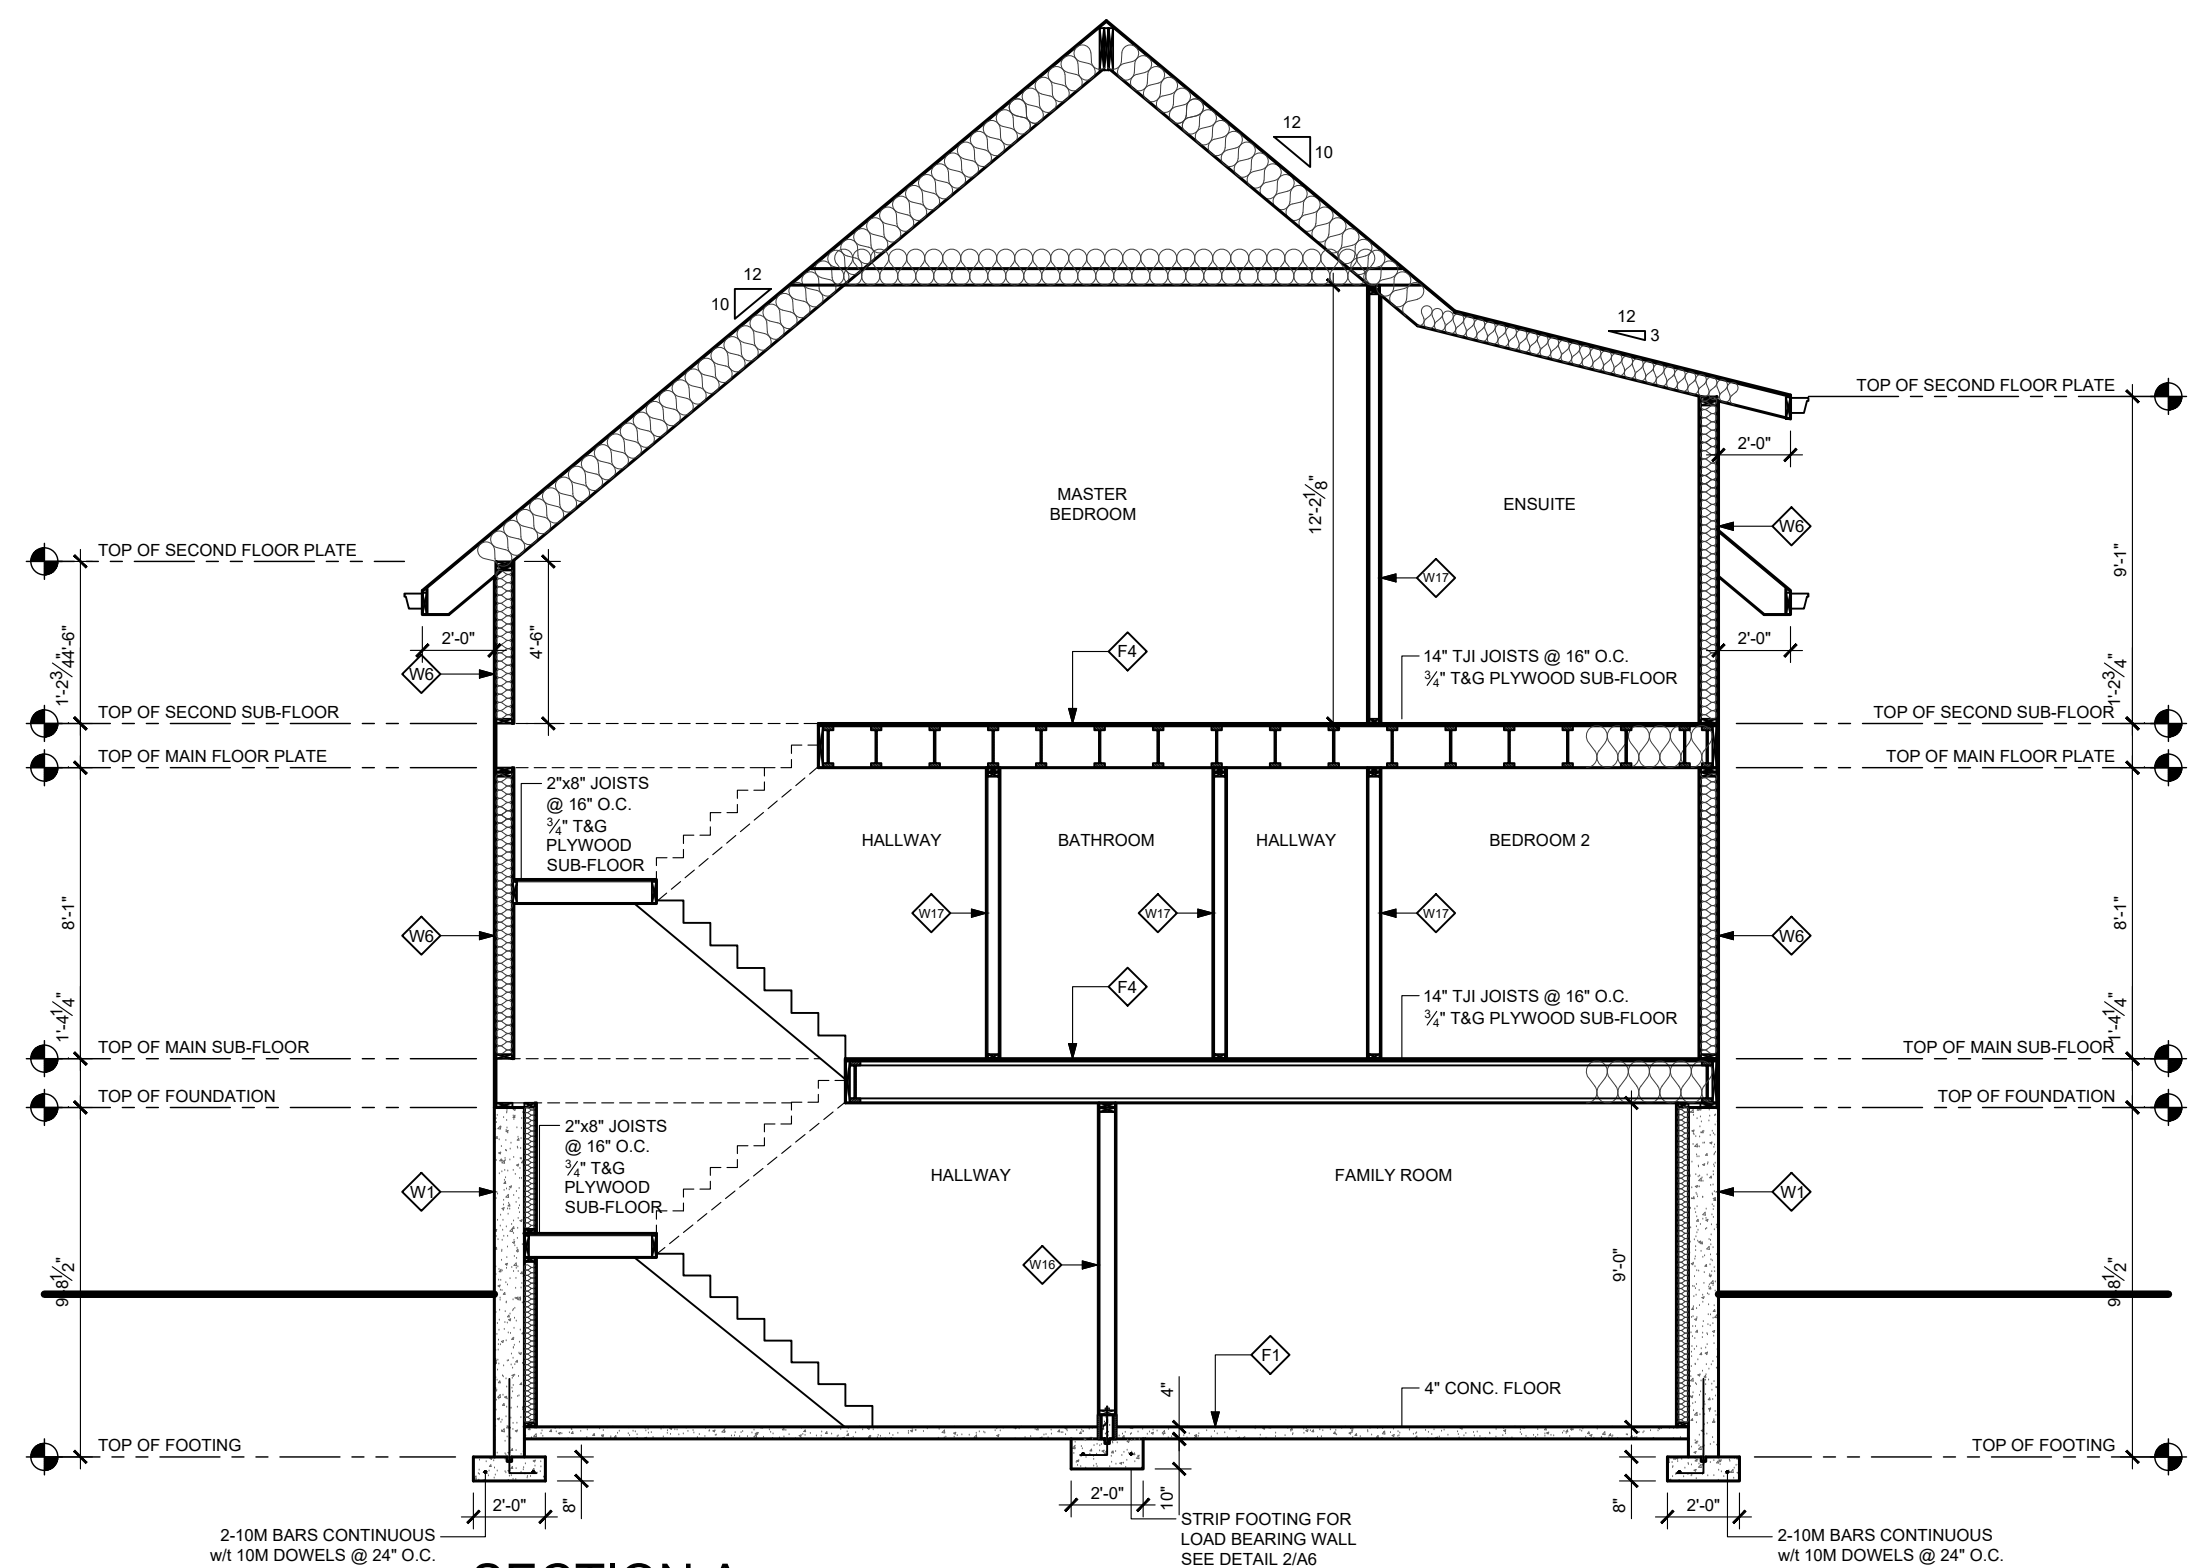 12
10
12
10
12
3
TOP OF SECOND FLOOR PLATE
2'-0"
MASTER
BEDROOM
12'-2⅛"
ENSUITE
W6
9'-1"
TOP OF SECOND FLOOR PLATE
W17
2'-0"
4'-6"
4'-6"
W6
1'-2¾"
F4
14" TJI JOISTS @ 16" O.C.
¾" T&G PLYWOOD SUB-FLOOR
2'-0"
1'-2¾"
TOP OF SECOND SUB-FLOOR
TOP OF SECOND SUB-FLOOR
TOP OF MAIN FLOOR PLATE
TOP OF MAIN FLOOR PLATE
2"x8" JOISTS
@ 16" O.C.
¾" T&G
PLYWOOD
SUB-FLOOR
HALLWAY
BATHROOM
HALLWAY
BEDROOM 2
8'-1"
W6
W17
W17
W17
W6
8'-1"
F4
14" TJI JOISTS @ 16" O.C.
¾" T&G PLYWOOD SUB-FLOOR
1'-4¼"
1'-4¼"
TOP OF MAIN SUB-FLOOR
TOP OF MAIN SUB-FLOOR
TOP OF FOUNDATION
TOP OF FOUNDATION
2"x8" JOISTS
@ 16" O.C.
¾" T&G
PLYWOOD
SUB-FLOOR
HALLWAY
FAMILY ROOM
W1
W1
W16
9'-0"
9'-8½"
9'-8½"
F1
4"
4" CONC. FLOOR
TOP OF FOOTING
TOP OF FOOTING
2'-0"
8"
2'-0"
10"
8"
2'-0"
2-10M BARS CONTINUOUS
w/t 10M DOWELS @ 24" O.C.
STRIP FOOTING FOR
LOAD BEARING WALL
SEE DETAIL 2/A6
2-10M BARS CONTINUOUS
w/t 10M DOWELS @ 24" O.C.
SECTION A